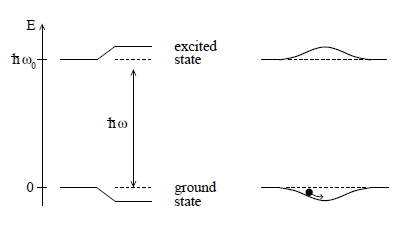 E
excited
state
ħω₀
ħω
0
ground
state